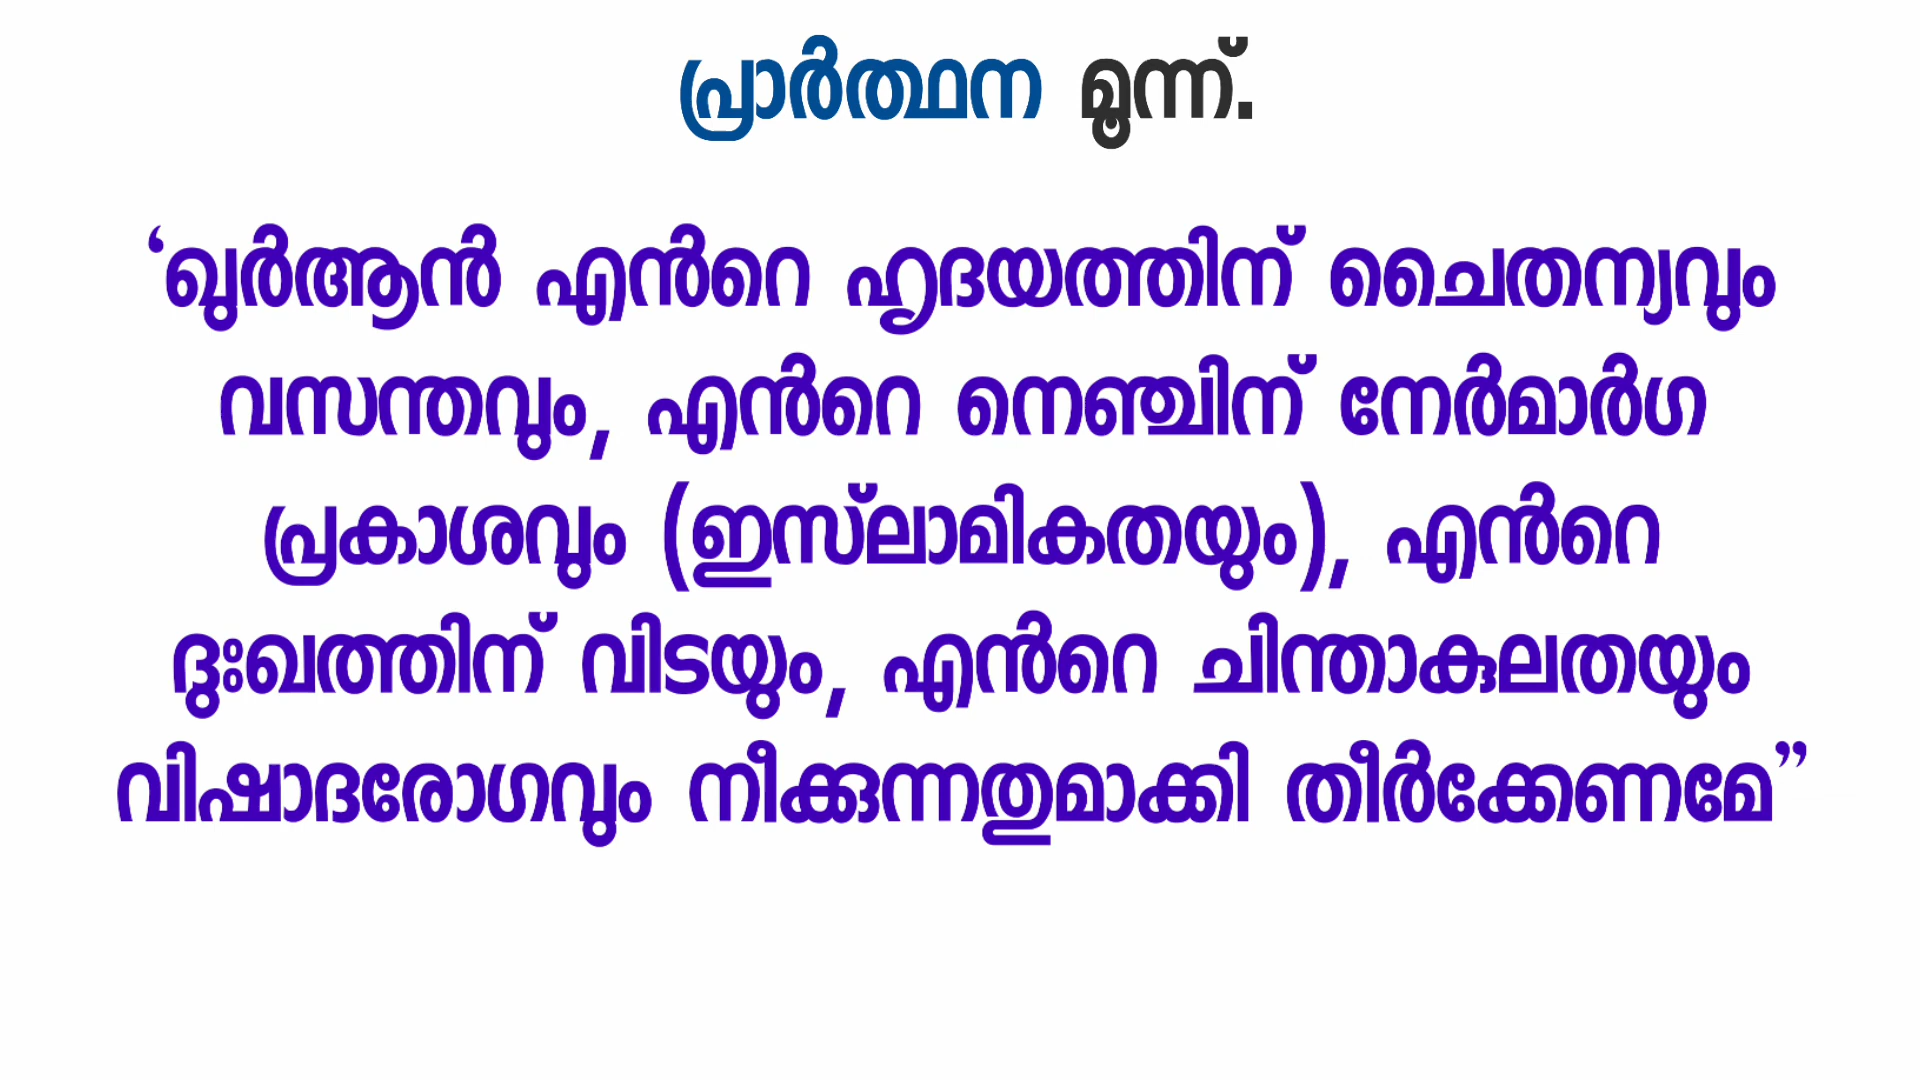 പ്രാർത്ഥന മൂന്ന്.
‘ഖുർആൻ എൻറെ ഹൃദയത്തിന് ചൈതന്യവും
വസന്തവും, എൻറെ നെഞ്ചിന് നേർമാർഗ
പ്രകാശവും (ഇസ്‌ലാമികതയും), എൻറെ
ദുഃഖത്തിന് വിടയും, എൻറെ ചിന്താകുലതയും
വിഷാദരോഗവും നീക്കുന്നതുമാക്കി തീർക്കേണമേ”